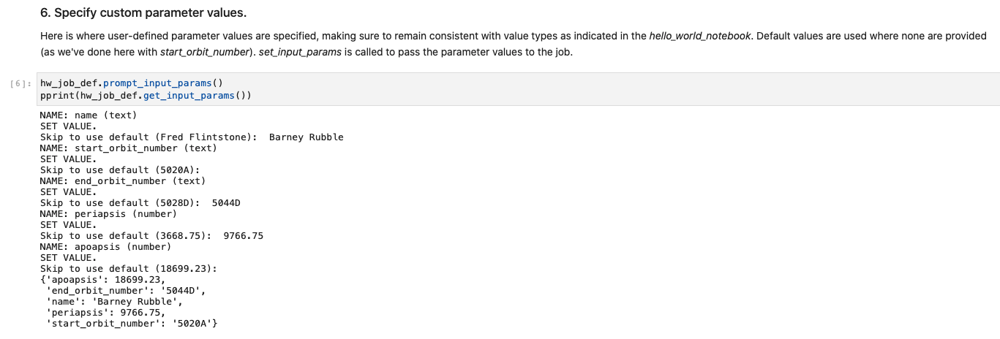 6. Specify custom parameter values.
Here is where user-defined parameter values are specified, making sure to remain consistent with value types as indicated in the hello_world_notebook. Default values are used where none are provided
(as we've done here with start_orbit_number). set_input_params is called to pass the parameter values to the job.
[6]: hw_job_def.prompt_input_params()
pprint(hw_job_def.get_input_params())
NAME: name (text)
SET VALUE.
Skip to use default (Fred Flintstone):  Barney Rubble
NAME: start_orbit_number (text)
SET VALUE.
Skip to use default (5020A):
NAME: end_orbit_number (text)
SET VALUE.
Skip to use default (5028D):  5044D
NAME: periapsis (number)
SET VALUE.
Skip to use default (3668.75):  9766.75
NAME: apoapsis (number)
SET VALUE.
Skip to use default (18699.23):
{'apoapsis': 18699.23,
 'end_orbit_number': '5044D',
 'name': 'Barney Rubble',
 'periapsis': 9766.75,
 'start_orbit_number': '5020A'}